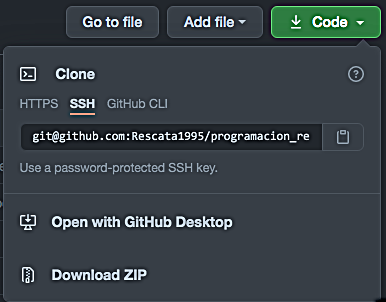 Go to file Add file Code
Clone
HTTPS SSH GitHub CLI
git@github.com:Rescata1995/programacion_re
Use a password-protected SSH key.
Open with GitHub Desktop
Download ZIP